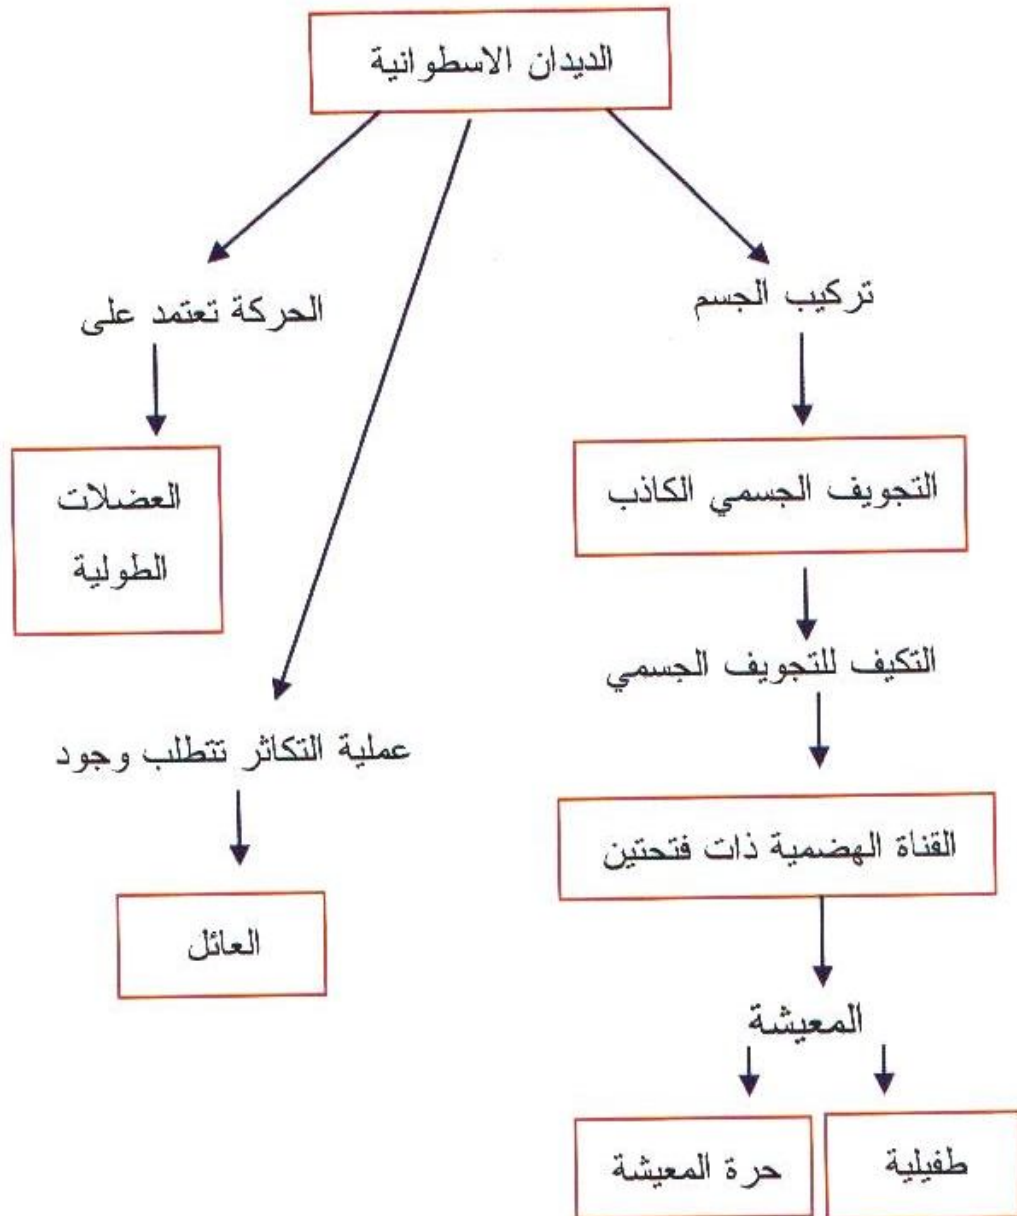 الديدان الاسطوانية
تركيب الجسم
الحركة تعتمد على
التجويف الجسمي الكاذب
العضلات
الطولية
التكيف للتجويف الجسمي
عملية التكاثر تتطلب وجود
القناة الهضمية ذات فتحتين
العائل
المعيشة
طفيلية
حرة المعيشة